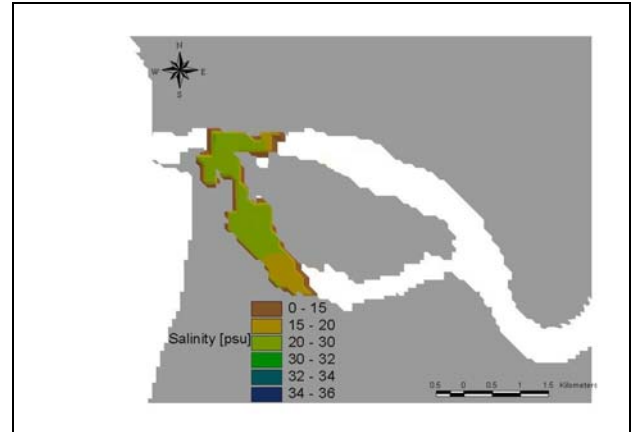 N
W E
S
Salinity [psu]
0 - 15
15 - 20
20 - 30
30 - 32
32 - 34
34 - 36
0.5 0 0.5 1 1.5 Kilometers